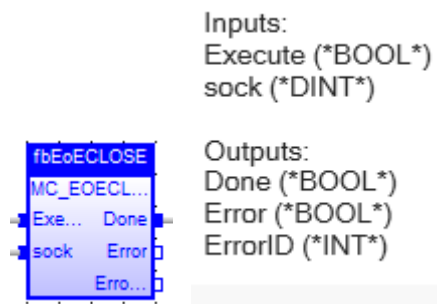 Inputs:
Execute (*BOOL*)
sock (*DINT*)
fbEoECLOSE
MC_EOECL...
Exe... Done
sock Error
Erro...
Outputs:
Done (*BOOL*)
Error (*BOOL*)
ErrorID (*INT*)